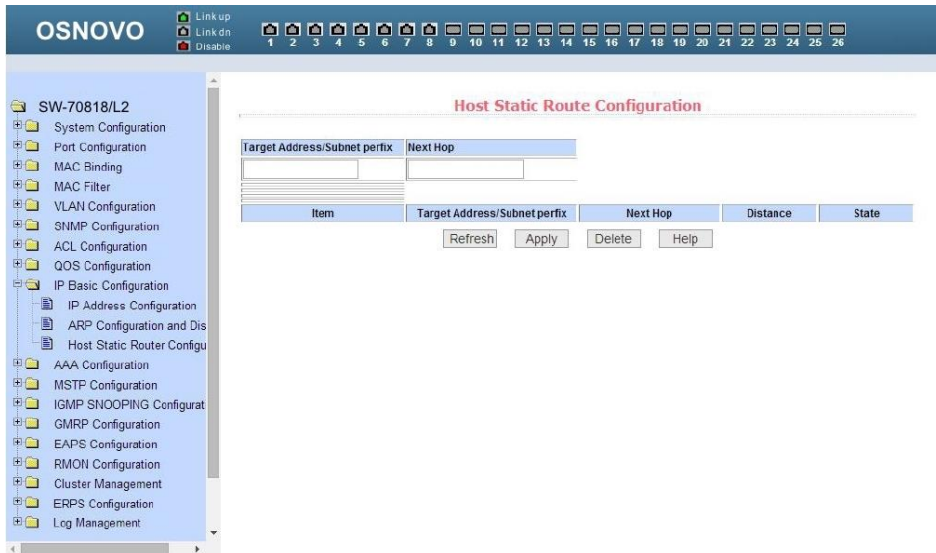 OSNOVO
Link up
Link dn
Disable
1 2 3 4 5 6 7 8 9 10 11 12 13 14 15 16 17 18 19 20 21 22 23 24 25 26
SW-70818/L2
System Configuration
Port Configuration
MAC Binding
MAC Filter
VLAN Configuration
SNMP Configuration
ACL Configuration
QOS Configuration
IP Basic Configuration
IP Address Configuration
ARP Configuration and Dis
Host Static Router Configu
AAA Configuration
MSTP Configuration
IGMP SNOOPING Configurat
GMRP Configuration
EAPS Configuration
RMON Configuration
Cluster Management
ERPS Configuration
Log Management
Host Static Route Configuration
Target Address/Subnet perfix Next Hop
Item Target Address/Subnet perfix Next Hop Distance State
Refresh Apply Delete Help